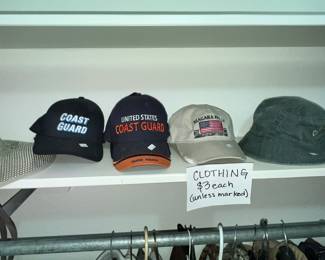 COAST
GUARD
UNITED STATES
COAST GUARD
NIAGARA FALLS
CLOTHING
$3 each
(unless marked)